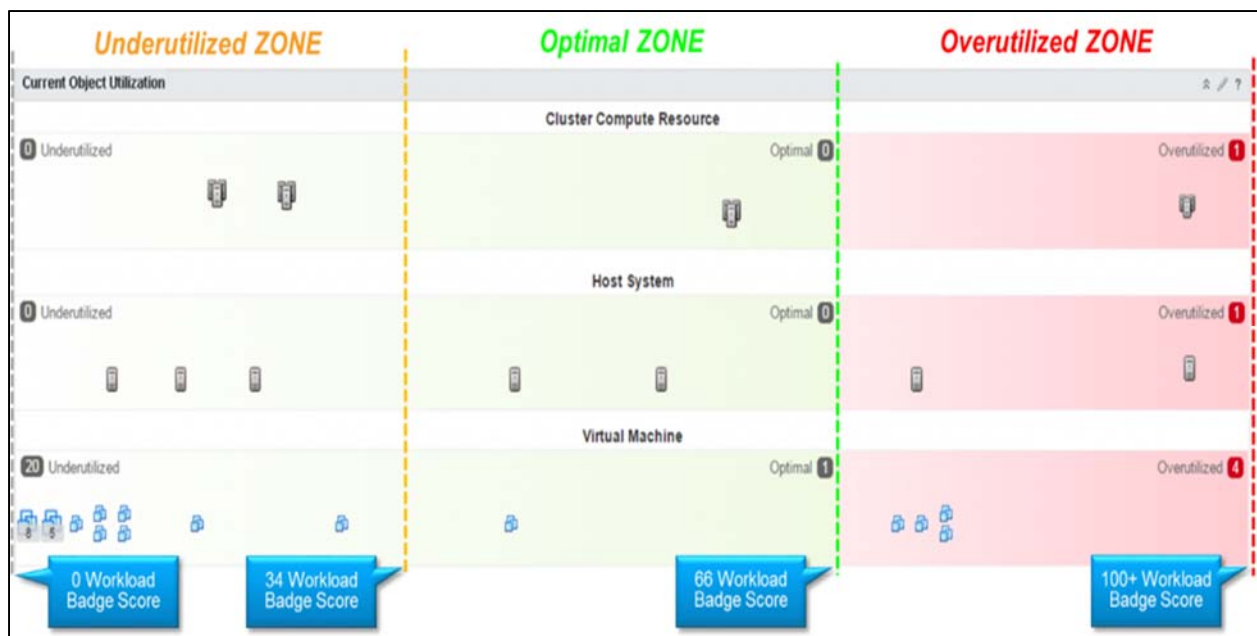 Underutilized ZONE
Optimal ZONE
Overutilized ZONE
Current Object Utilization
?
Cluster Compute Resource
0 Underutilized
Optimal 0
Overutilized 1
Host System
0 Underutilized
Optimal 0
Overutilized 1
Virtual Machine
20 Underutilized
Optimal 1
Overutilized 4
8
5
0 Workload
Badge Score
34 Workload
Badge Score
66 Workload
Badge Score
100+ Workload
Badge Score